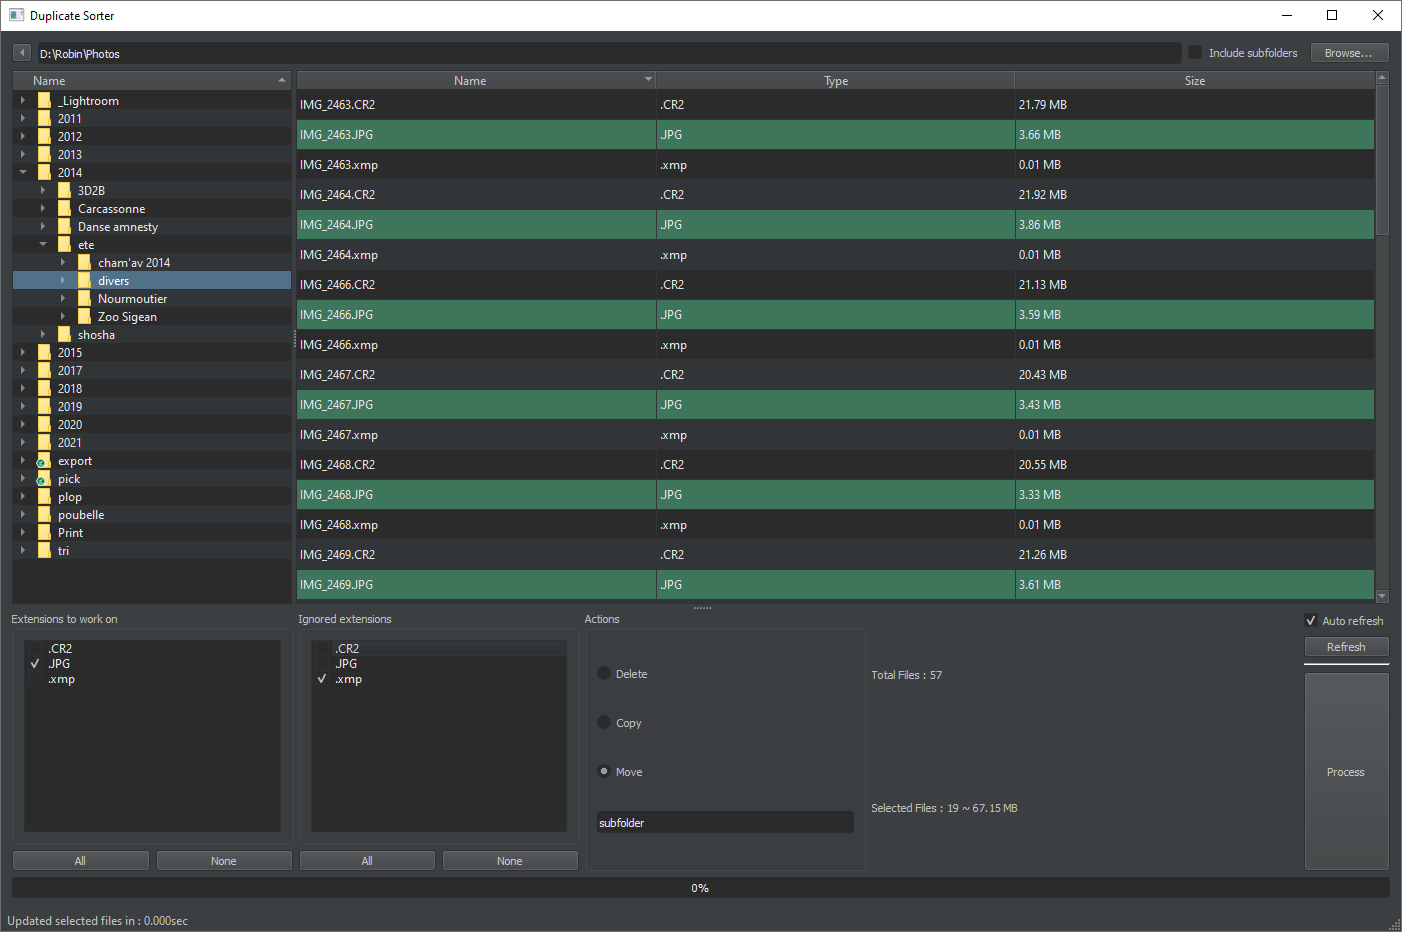 Duplicate Sorter
D:\Robin\Photos
Include subfolders
Browse...
Name
_Lightroom
2011
2012
2013
2014
3D2B
Carcassonne
Danse amnesty
ete
cham'av 2014
divers
Nourmoutier
Zoo Sigean
shosha
2015
2017
2018
2019
2020
2021
export
pick
plop
poubelle
Print
tri
Name Type Size
IMG_2463.CR2 .CR2 21.79 MB
IMG_2463.JPG .JPG 3.66 MB
IMG_2463.xmp .xmp 0.01 MB
IMG_2464.CR2 .CR2 21.92 MB
IMG_2464.JPG .JPG 3.86 MB
IMG_2464.xmp .xmp 0.01 MB
IMG_2466.CR2 .CR2 21.13 MB
IMG_2466.JPG .JPG 3.59 MB
IMG_2466.xmp .xmp 0.01 MB
IMG_2467.CR2 .CR2 20.43 MB
IMG_2467.JPG .JPG 3.43 MB
IMG_2467.xmp .xmp 0.01 MB
IMG_2468.CR2 .CR2 20.55 MB
IMG_2468.JPG .JPG 3.33 MB
IMG_2468.xmp .xmp 0.01 MB
IMG_2469.CR2 .CR2 21.26 MB
IMG_2469.JPG .JPG 3.61 MB
Extensions to work on
.CR2
.JPG
.xmp
All None
Ignored extensions
.CR2
.JPG
.xmp
All None
Actions
Delete
Copy
Move
subfolder
Total Files : 57
Selected Files : 19 ~ 67.15 MB
Auto refresh
Refresh
Process
0%
Updated selected files in : 0.000sec